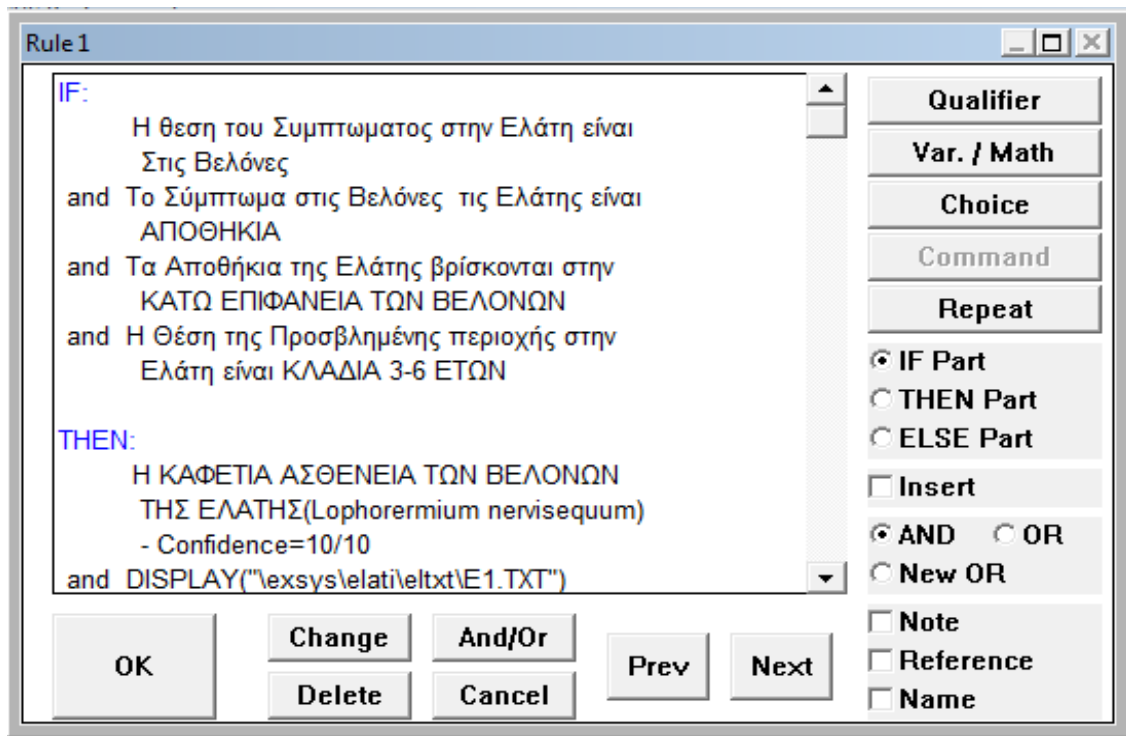 Rule 1
IF:
Η θεση του Συμπτωματος στην Ελάτη είναι
Στις Βελόνες
and Το Σύμπτωμα στις Βελόνες τις Ελάτης είναι
ΑΠΟΘΗΚΙΑ
and Τα Αποθήκια της Ελάτης βρίσκονται στην
ΚΑΤΩ ΕΠΙΦΑΝΕΙΑ ΤΩΝ ΒΕΛΟΝΩΝ
and Η Θέση της Προσβλημένης περιοχής στην
Ελάτη είναι ΚΛΑΔΙΑ 3-6 ΕΤΩΝ
THEN:
Η ΚΑΦΕΤΙΑ ΑΣΘΕΝΕΙΑ ΤΩΝ ΒΕΛΟΝΩΝ
ΤΗΣ ΕΛΑΤΗΣ(Lophorermium nervisequum)
- Confidence=10/10
and DISPLAY("\exsys\elati\eltxt\E1.TXT")
Qualifier
Var. / Math
Choice
Command
Repeat
IF Part
THEN Part
ELSE Part
Insert
AND OR
New OR
Note
Reference
Name
OK
Change
And/Or
Delete
Cancel
Prev
Next